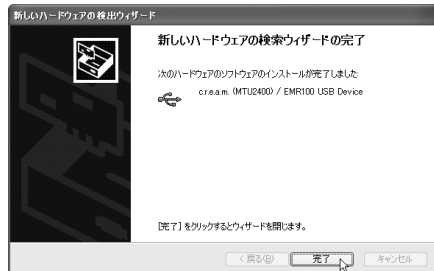 新しいハードウェアの検出ウィザード
新しいハードウェアの検索ウィザードの完了
次のハードウェアのソフトウェアのインストールが完了しました:
c.r.e.a.m. (MTU2400) / EMR100 USB Device
[完了] をクリックするとウィザードを閉じます。
< 戻る(B) 完了 キャンセル